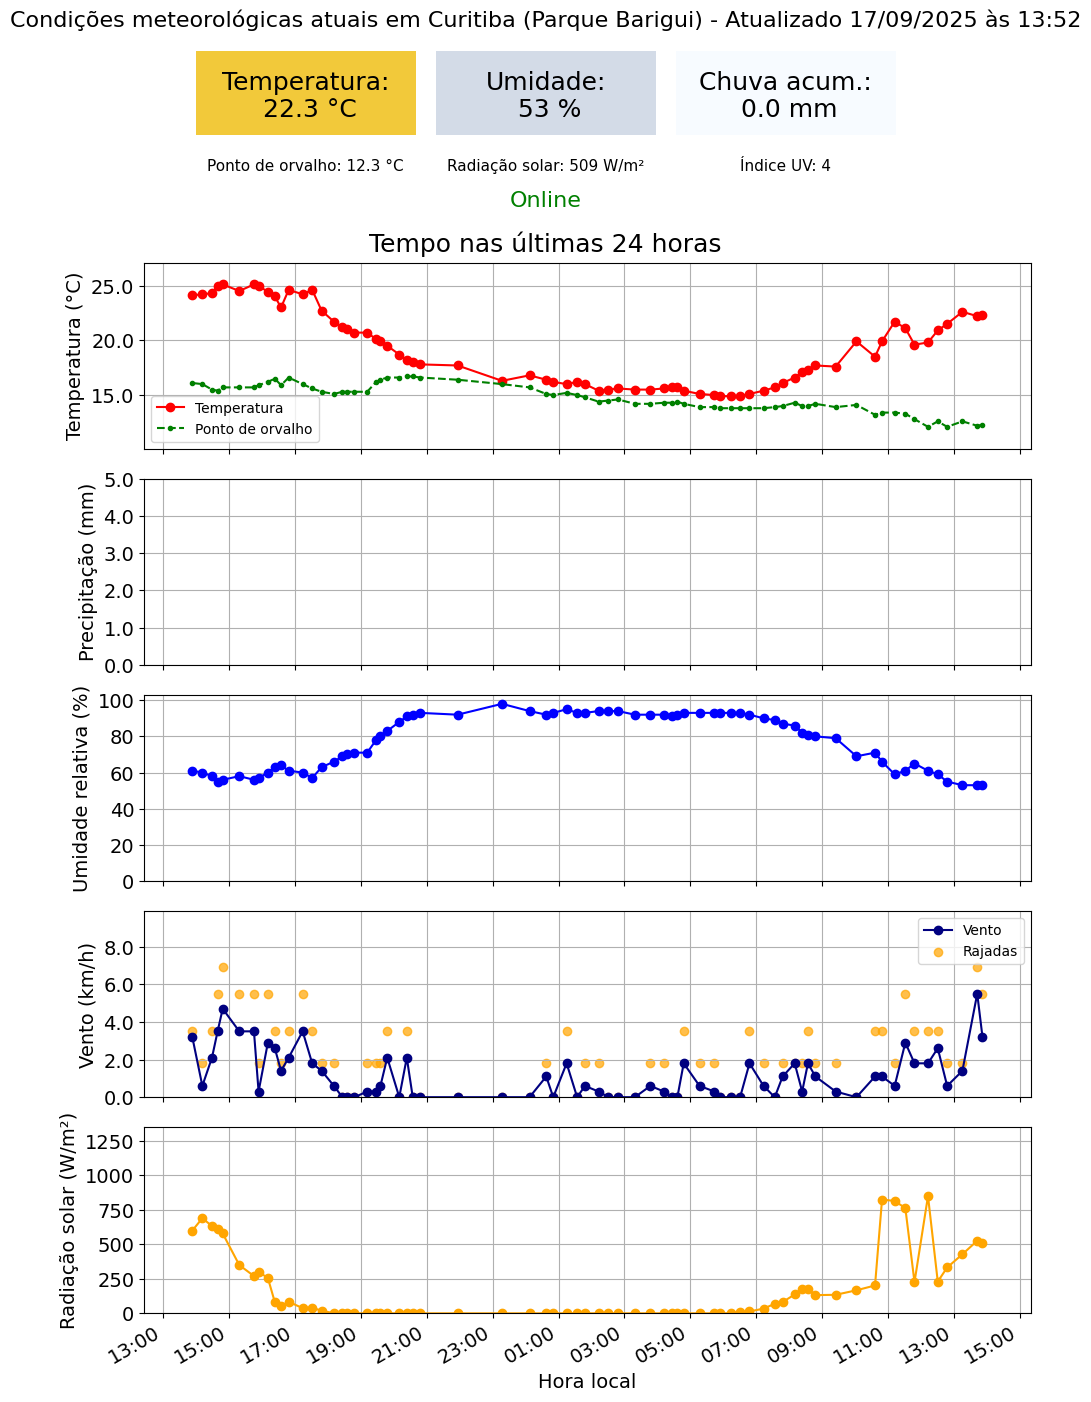 Condições meteorológicas atuais em Curitiba (Parque Barigui) - Atualizado 17/09/2025 às 13:52
Temperatura:
22.3 °C
Umidade:
53 %
Chuva acum.:
0.0 mm
Ponto de orvalho: 12.3 °C
Radiação solar: 509 W/m²
Índice UV: 4
Online
Tempo nas últimas 24 horas
Temperatura (°C)
25.0
20.0
15.0
Temperatura
Ponto de orvalho
Precipitação (mm)
5.0
4.0
3.0
2.0
1.0
0.0
Umidade relativa (%)
100
80
60
40
20
0
Vento (km/h)
8.0
6.0
4.0
2.0
0.0
Vento
Rajadas
Radiação solar (W/m²)
1250
1000
750
500
250
0
13:00
15:00
17:00
19:00
21:00
23:00
01:00
03:00
05:00
07:00
09:00
11:00
13:00
15:00
Hora local